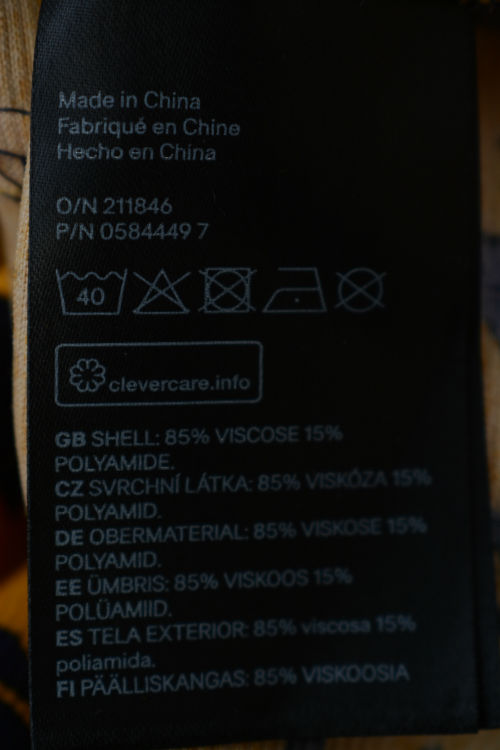 Made in China
Fabriqué en Chine
Hecho en China
O/N 211846
P/N 0584449 7
40
clevercare.info
GB SHELL: 85% VISCOSE 15%
POLYAMIDE.
CZ SVRCHNÍ LÁTKA: 85% VISKÓZA 15%
POLYAMID.
DE OBERMATERIAL: 85% VISKOSE 15%
POLYAMID.
EE ÜMBRIS: 85% VISKOOS 15%
POLÜAMIID.
ES TELA EXTERIOR: 85% viscosa 15%
poliamida.
FI PÄÄLLISKANGAS: 85% VISKOOSIA